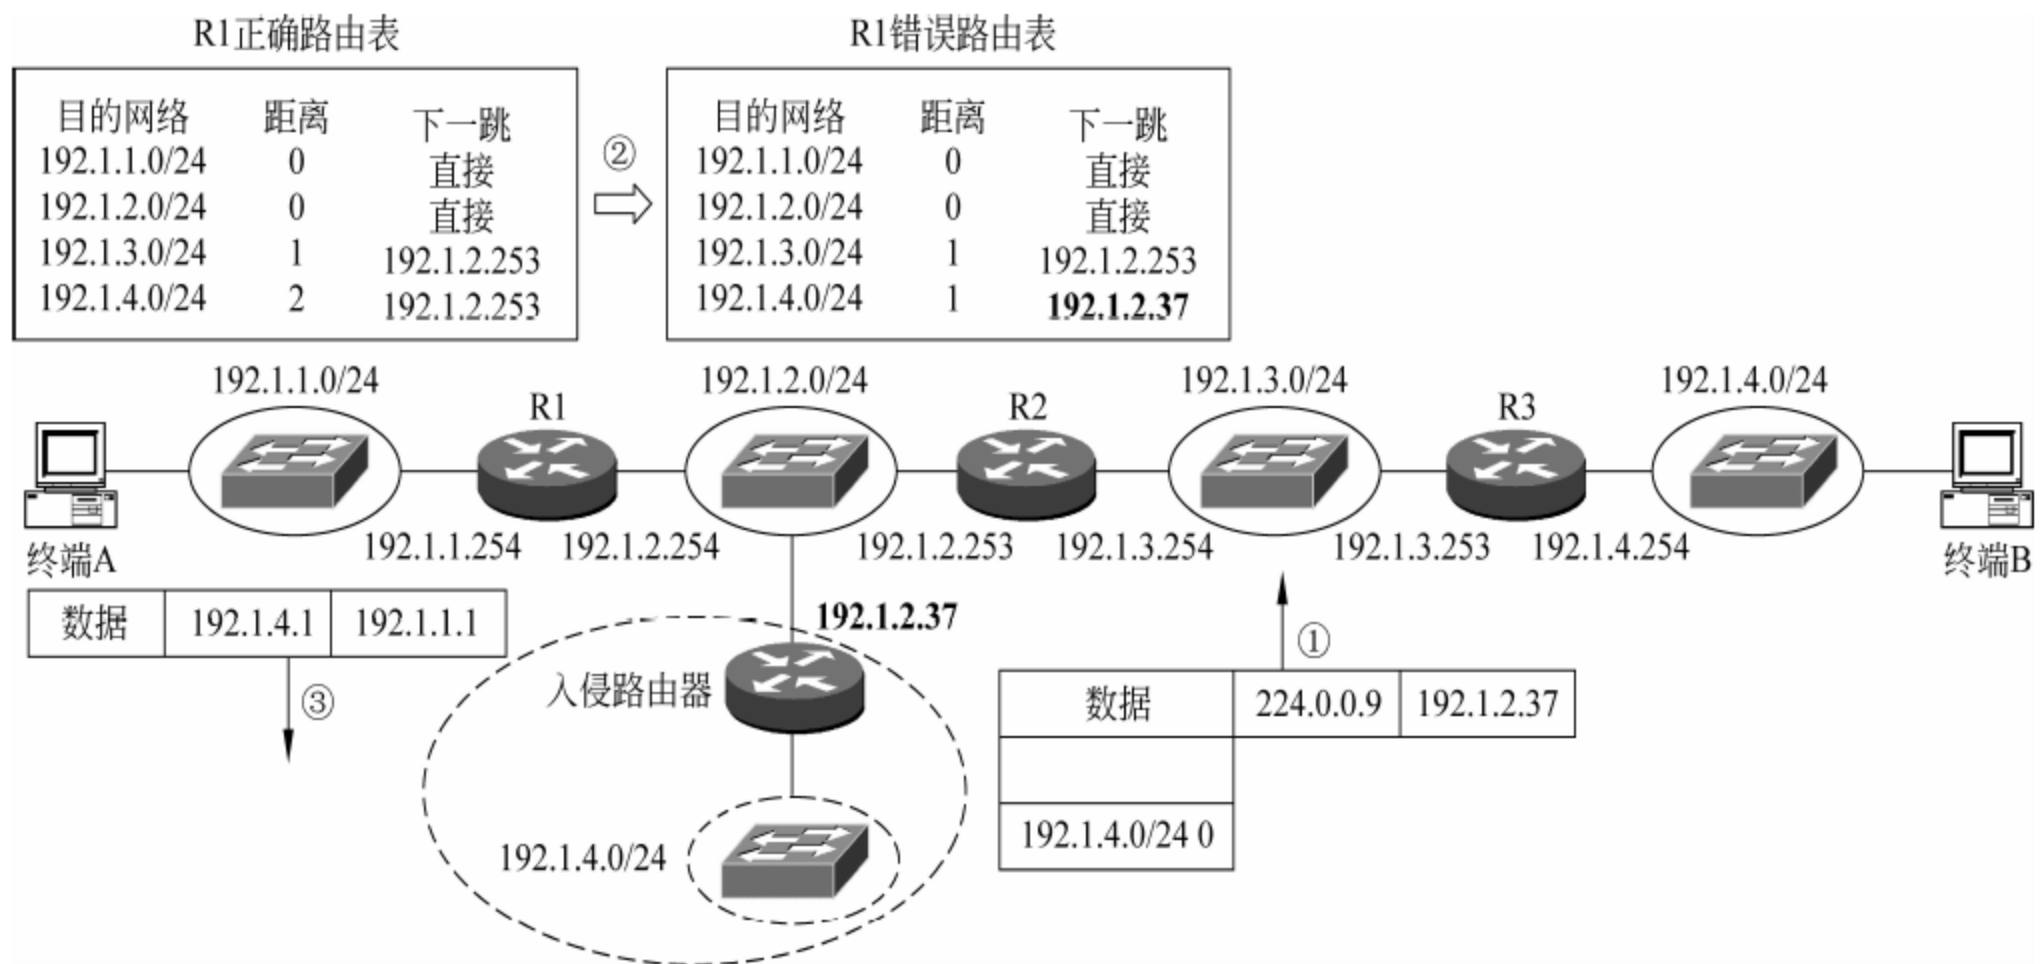 R1正确路由表
目的网络 距离 下一跳
192.1.1.0/24 0 直接
192.1.2.0/24 0 直接
192.1.3.0/24 1 192.1.2.253
192.1.4.0/24 2 192.1.2.253
②
R1错误路由表
目的网络 距离 下一跳
192.1.1.0/24 0 直接
192.1.2.0/24 0 直接
192.1.3.0/24 1 192.1.2.253
192.1.4.0/24 1 192.1.2.37
192.1.1.0/24 192.1.2.0/24 192.1.3.0/24 192.1.4.0/24
R1 R2 R3
192.1.1.254 192.1.2.254 192.1.2.253 192.1.3.254 192.1.3.253 192.1.4.254
终端A 终端B
数据 192.1.4.1 192.1.1.1
③
192.1.2.37
入侵路由器
192.1.4.0/24
①
数据 224.0.0.9 192.1.2.37
192.1.4.0/24 0